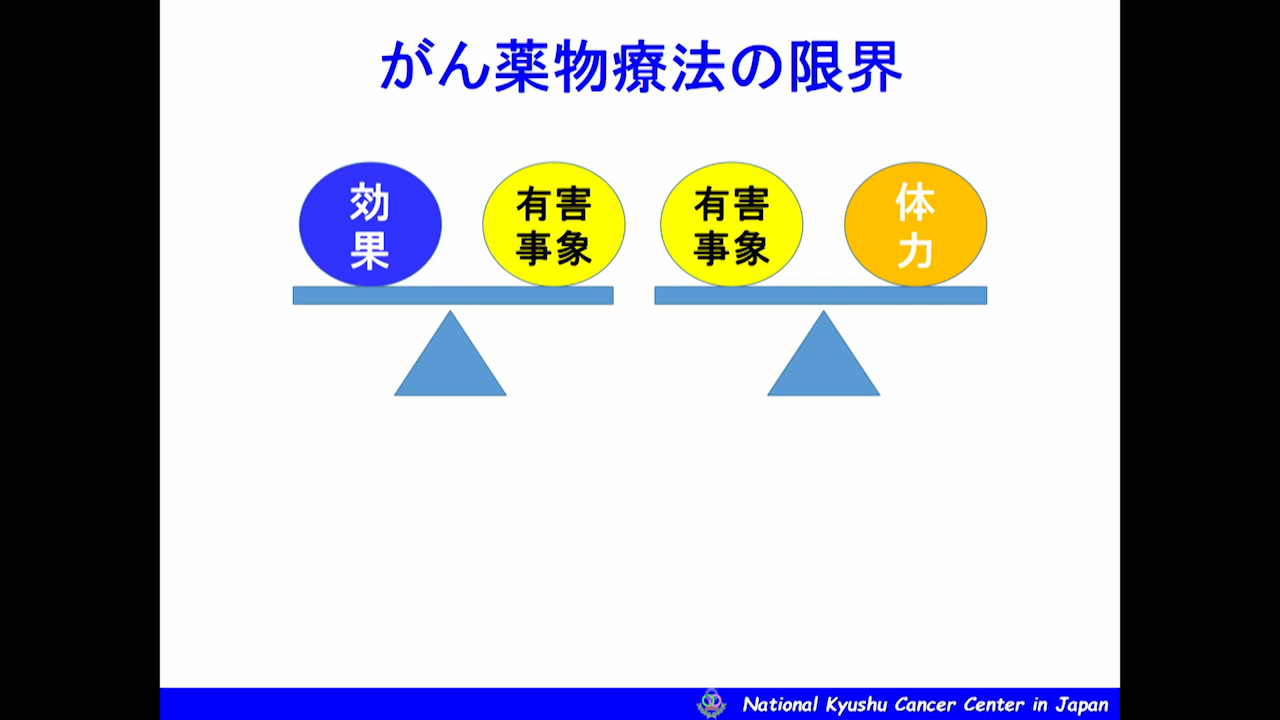 がん薬物療法の限界
効
果
有害
事象
有害
事象
体
力
National Kyushu Cancer Center in Japan